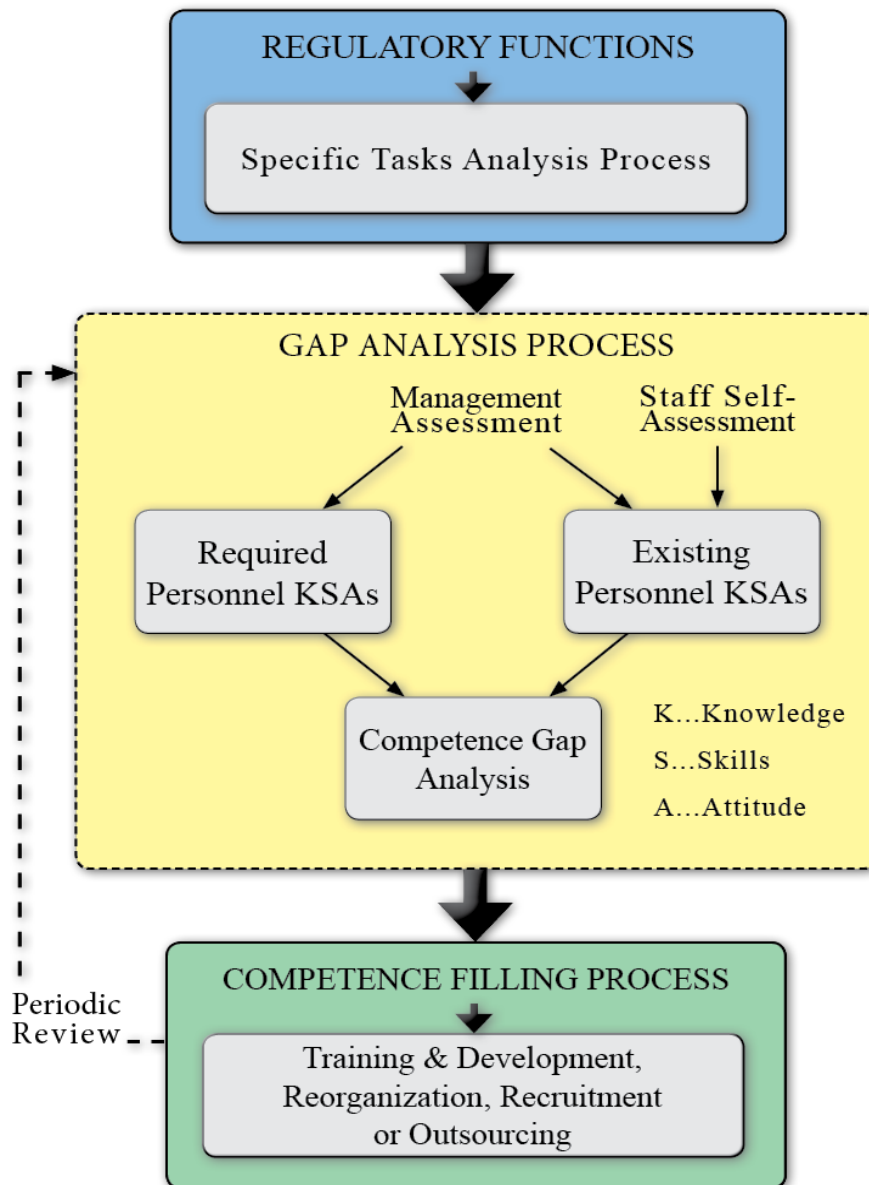 REGULATORY FUNCTIONS
Specific Tasks Analysis Process
GAP ANALYSIS PROCESS
Management
Assessment
Staff Self-
Assessment
Required
Personnel KSAs
Existing
Personnel KSAs
Competence Gap
Analysis
K...Knowledge
S...Skills
A...Attitude
Periodic
Review
COMPETENCE FILLING PROCESS
Training & Development,
Reorganization, Recruitment
or Outsourcing